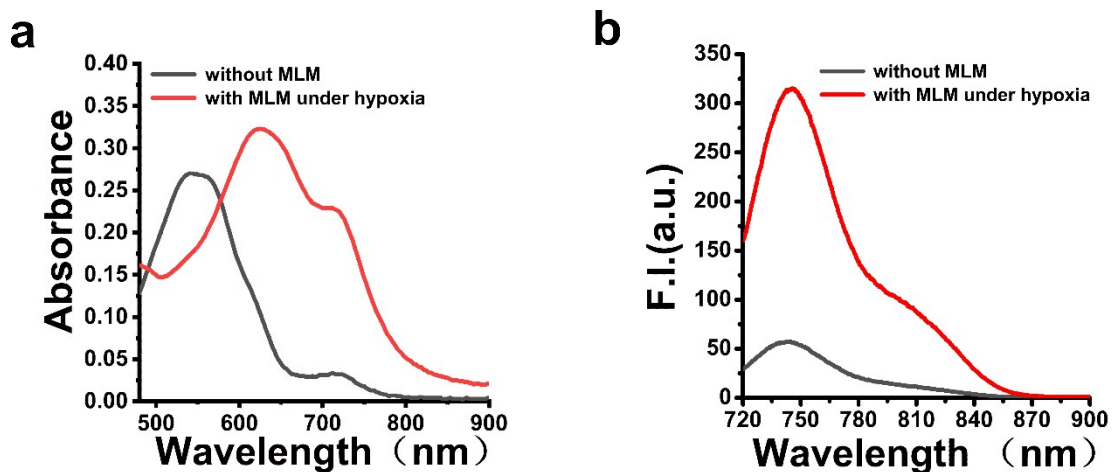 a
Absorbance
0.40
0.35
0.30
0.25
0.20
0.15
0.10
0.05
0.00
without MLM
with MLM under hypoxia
500 600 700 800 900
Wavelength（nm）
b
F.I.(a.u.)
350
300
250
200
150
100
50
0
without MLM
with MLM under hypoxia
720 750 780 810 840 870 900
Wavelength（nm）